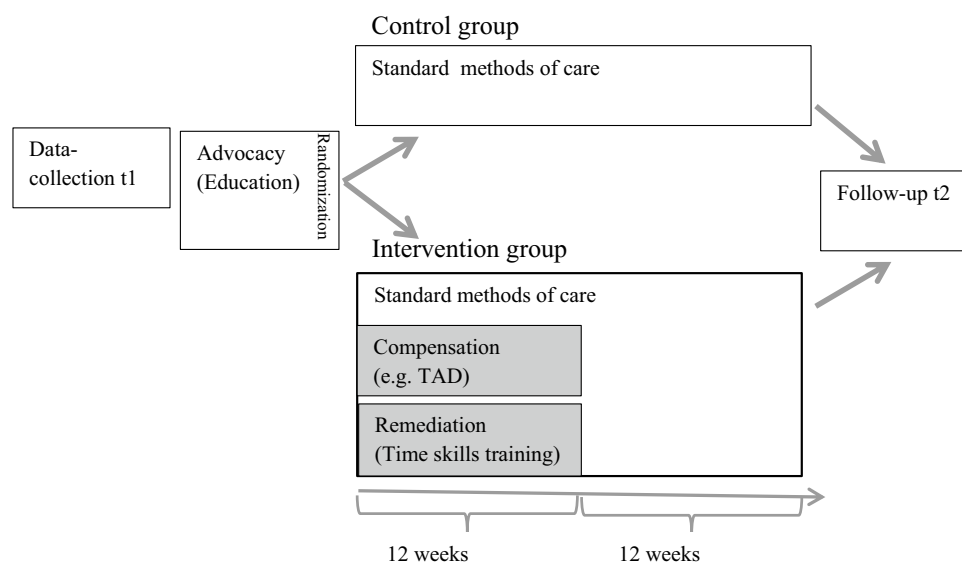 Control group
Standard methods of care
Data-
collection t1
Advocacy
(Education)
Randomization
Follow-up t2
Intervention group
Standard methods of care
Compensation
(e.g. TAD)
Remediation
(Time skills training)
12 weeks
12 weeks